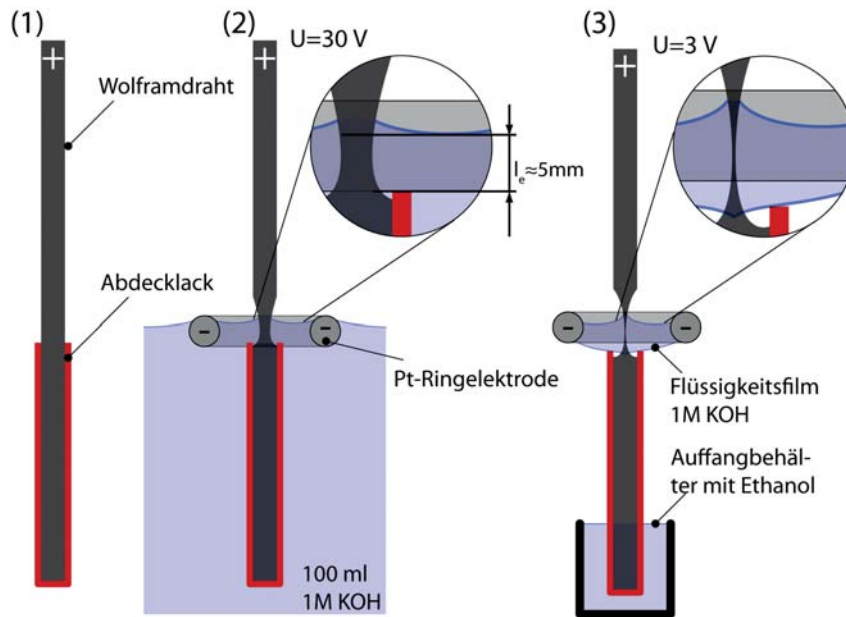 (1)
(2)
(3)
U=30 V
U=3 V
+
+
+
Wolframdraht
l_e≈5mm
Abdecklack
-
-
-
-
Pt-Ringelektrode
Flüssigkeitsfilm
1M KOH
Auffangbehäl-
ter mit Ethanol
100 ml
1M KOH